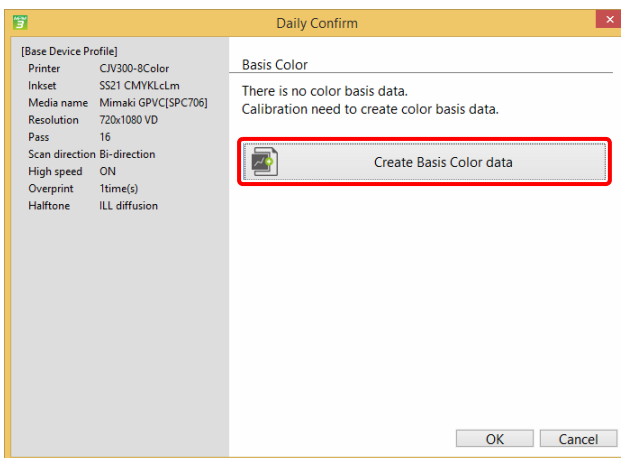 Daily Confirm
[Base Device Profile]
Printer CJV300-8Color
Inkset SS21 CMYKLcLm
Media name Mimaki GPVC[SPC706]
Resolution 720x1080 VD
Pass 16
Scan direction Bi-direction
High speed ON
Overprint 1time(s)
Halftone ILL diffusion
Basis Color
There is no color basis data.
Calibration need to create color basis data.
Create Basis Color data
OK Cancel